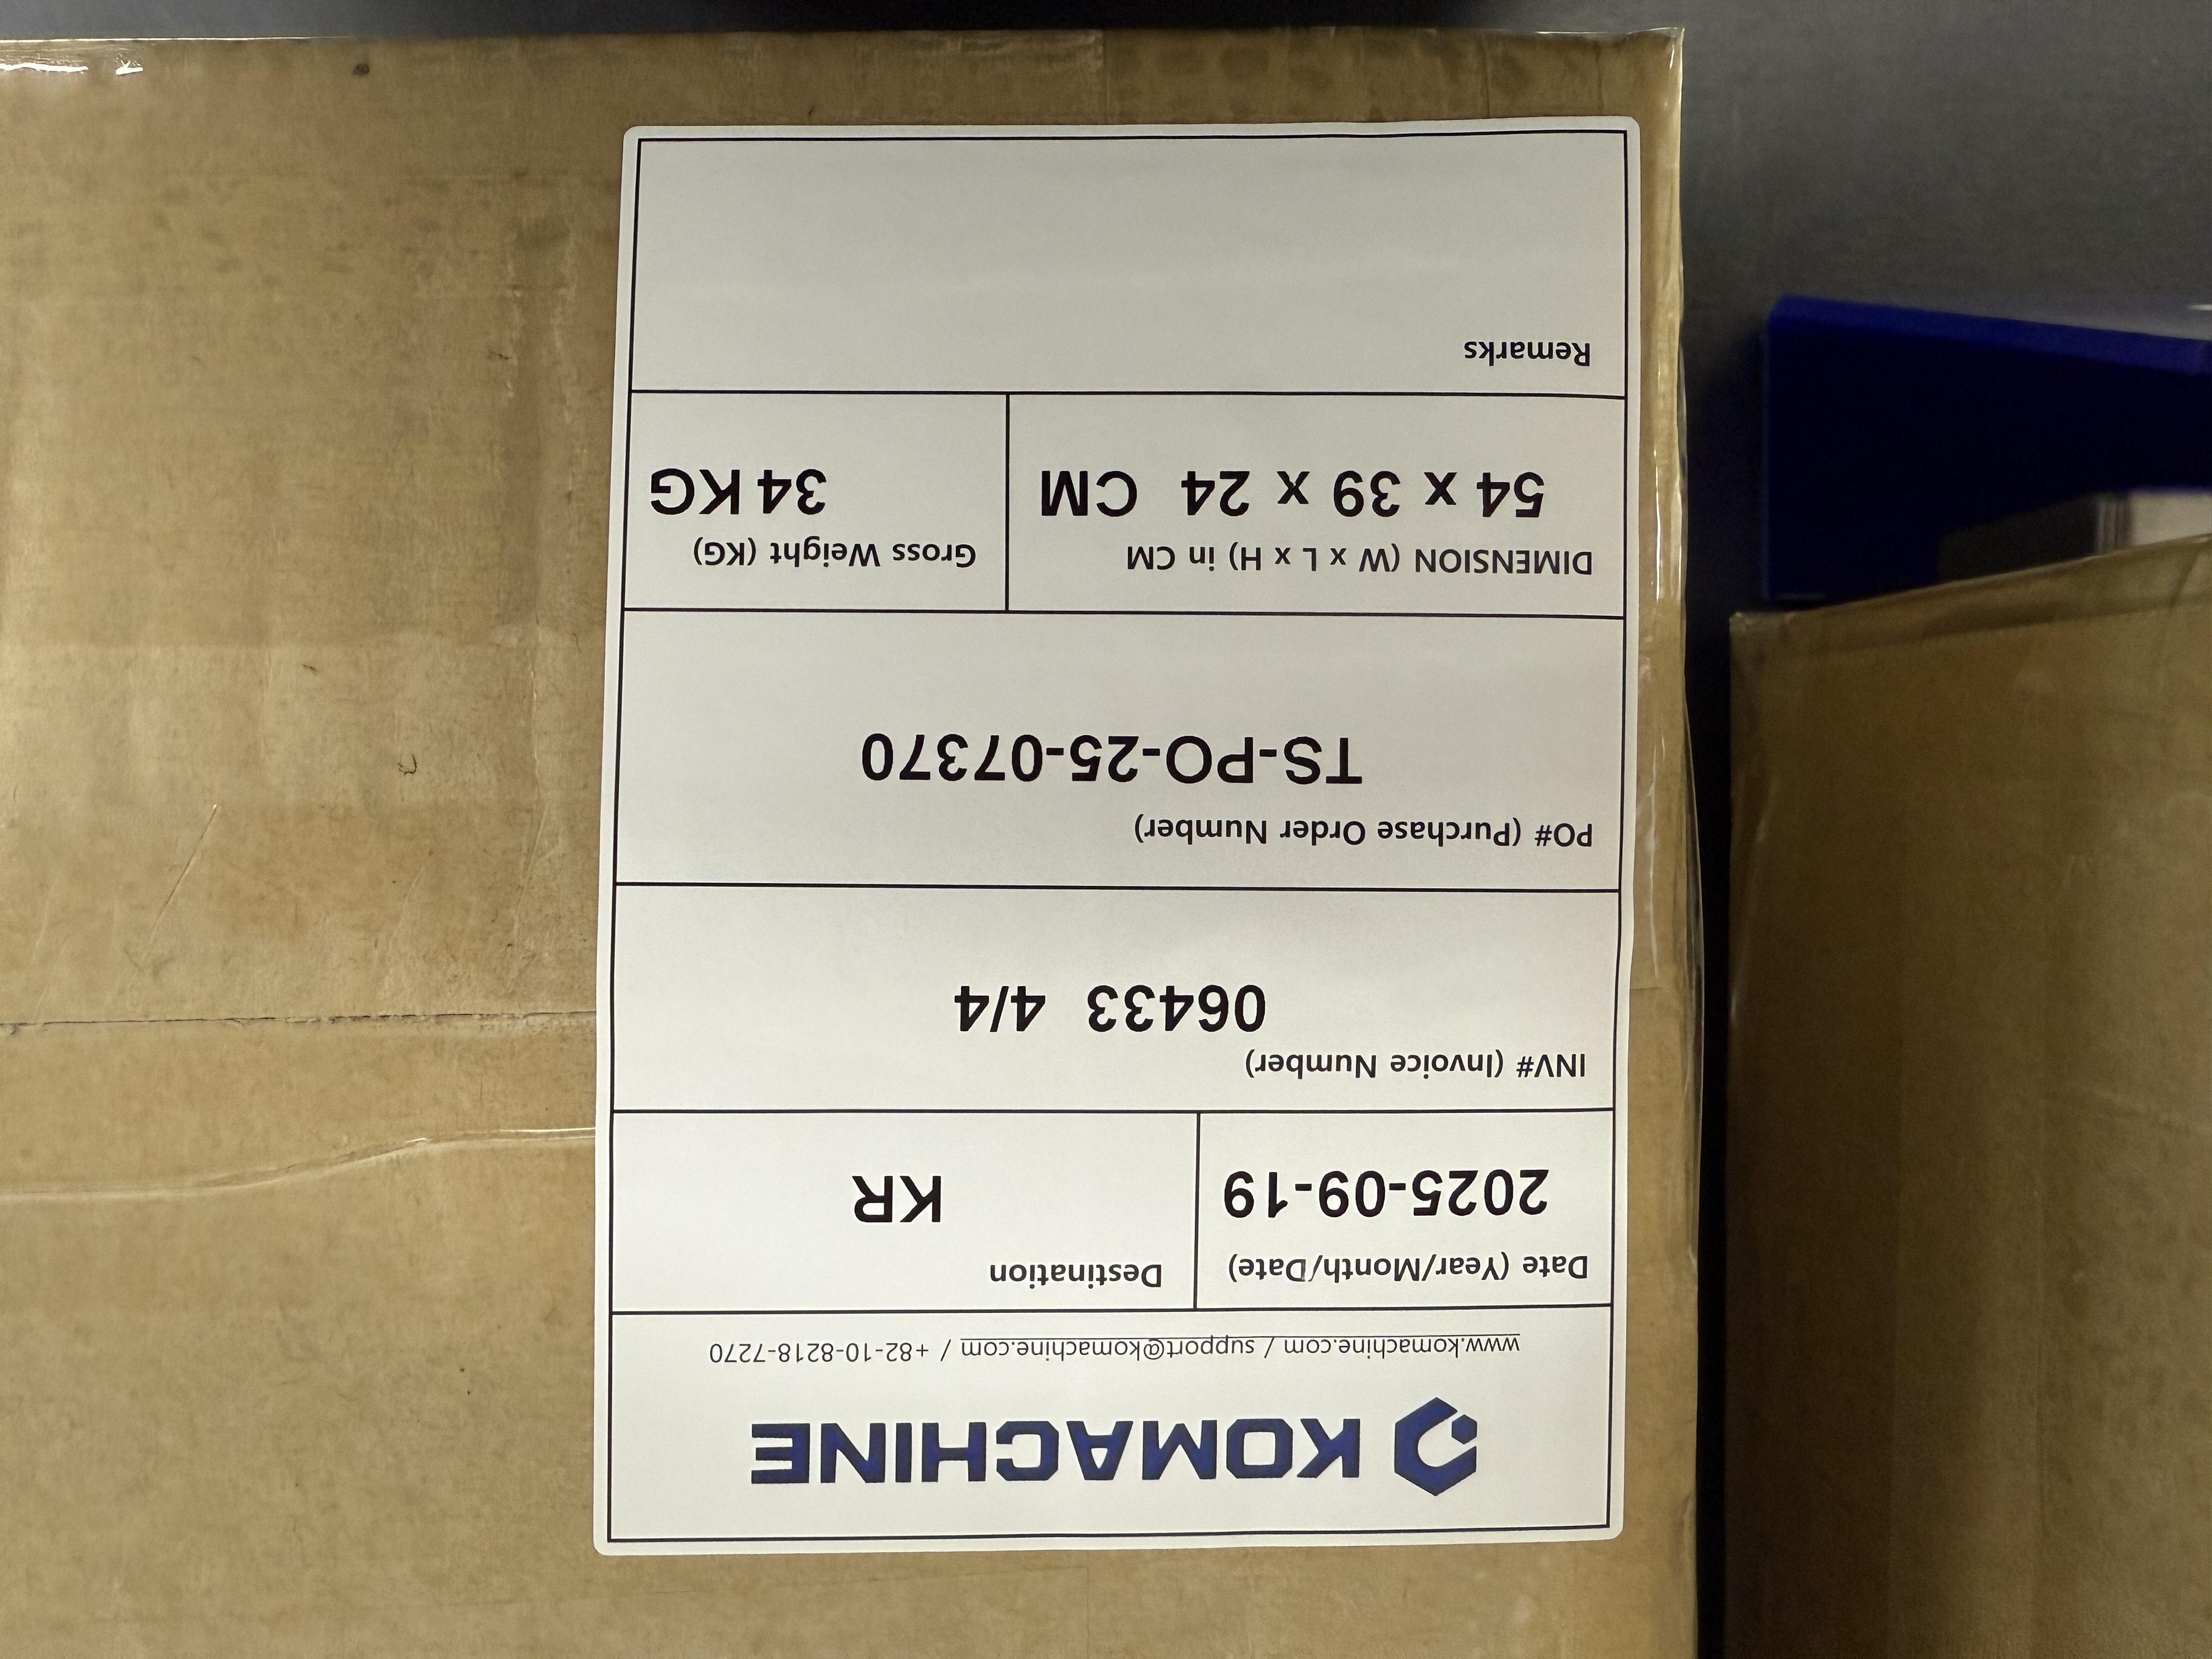 KOMACHINE
www.komachine.com / support@komachine.com / +82-10-8218-7270
Date (Year/Month/Date)
2025-09-19
Destination
KR
INV# (Invoice Number)
06433 4/4
PO# (Purchase Order Number)
TS-PO-25-07370
DIMENSION (W x L x H) in CM
54 x 39 x 24 CM
Gross Weight (KG)
34 KG
Remarks